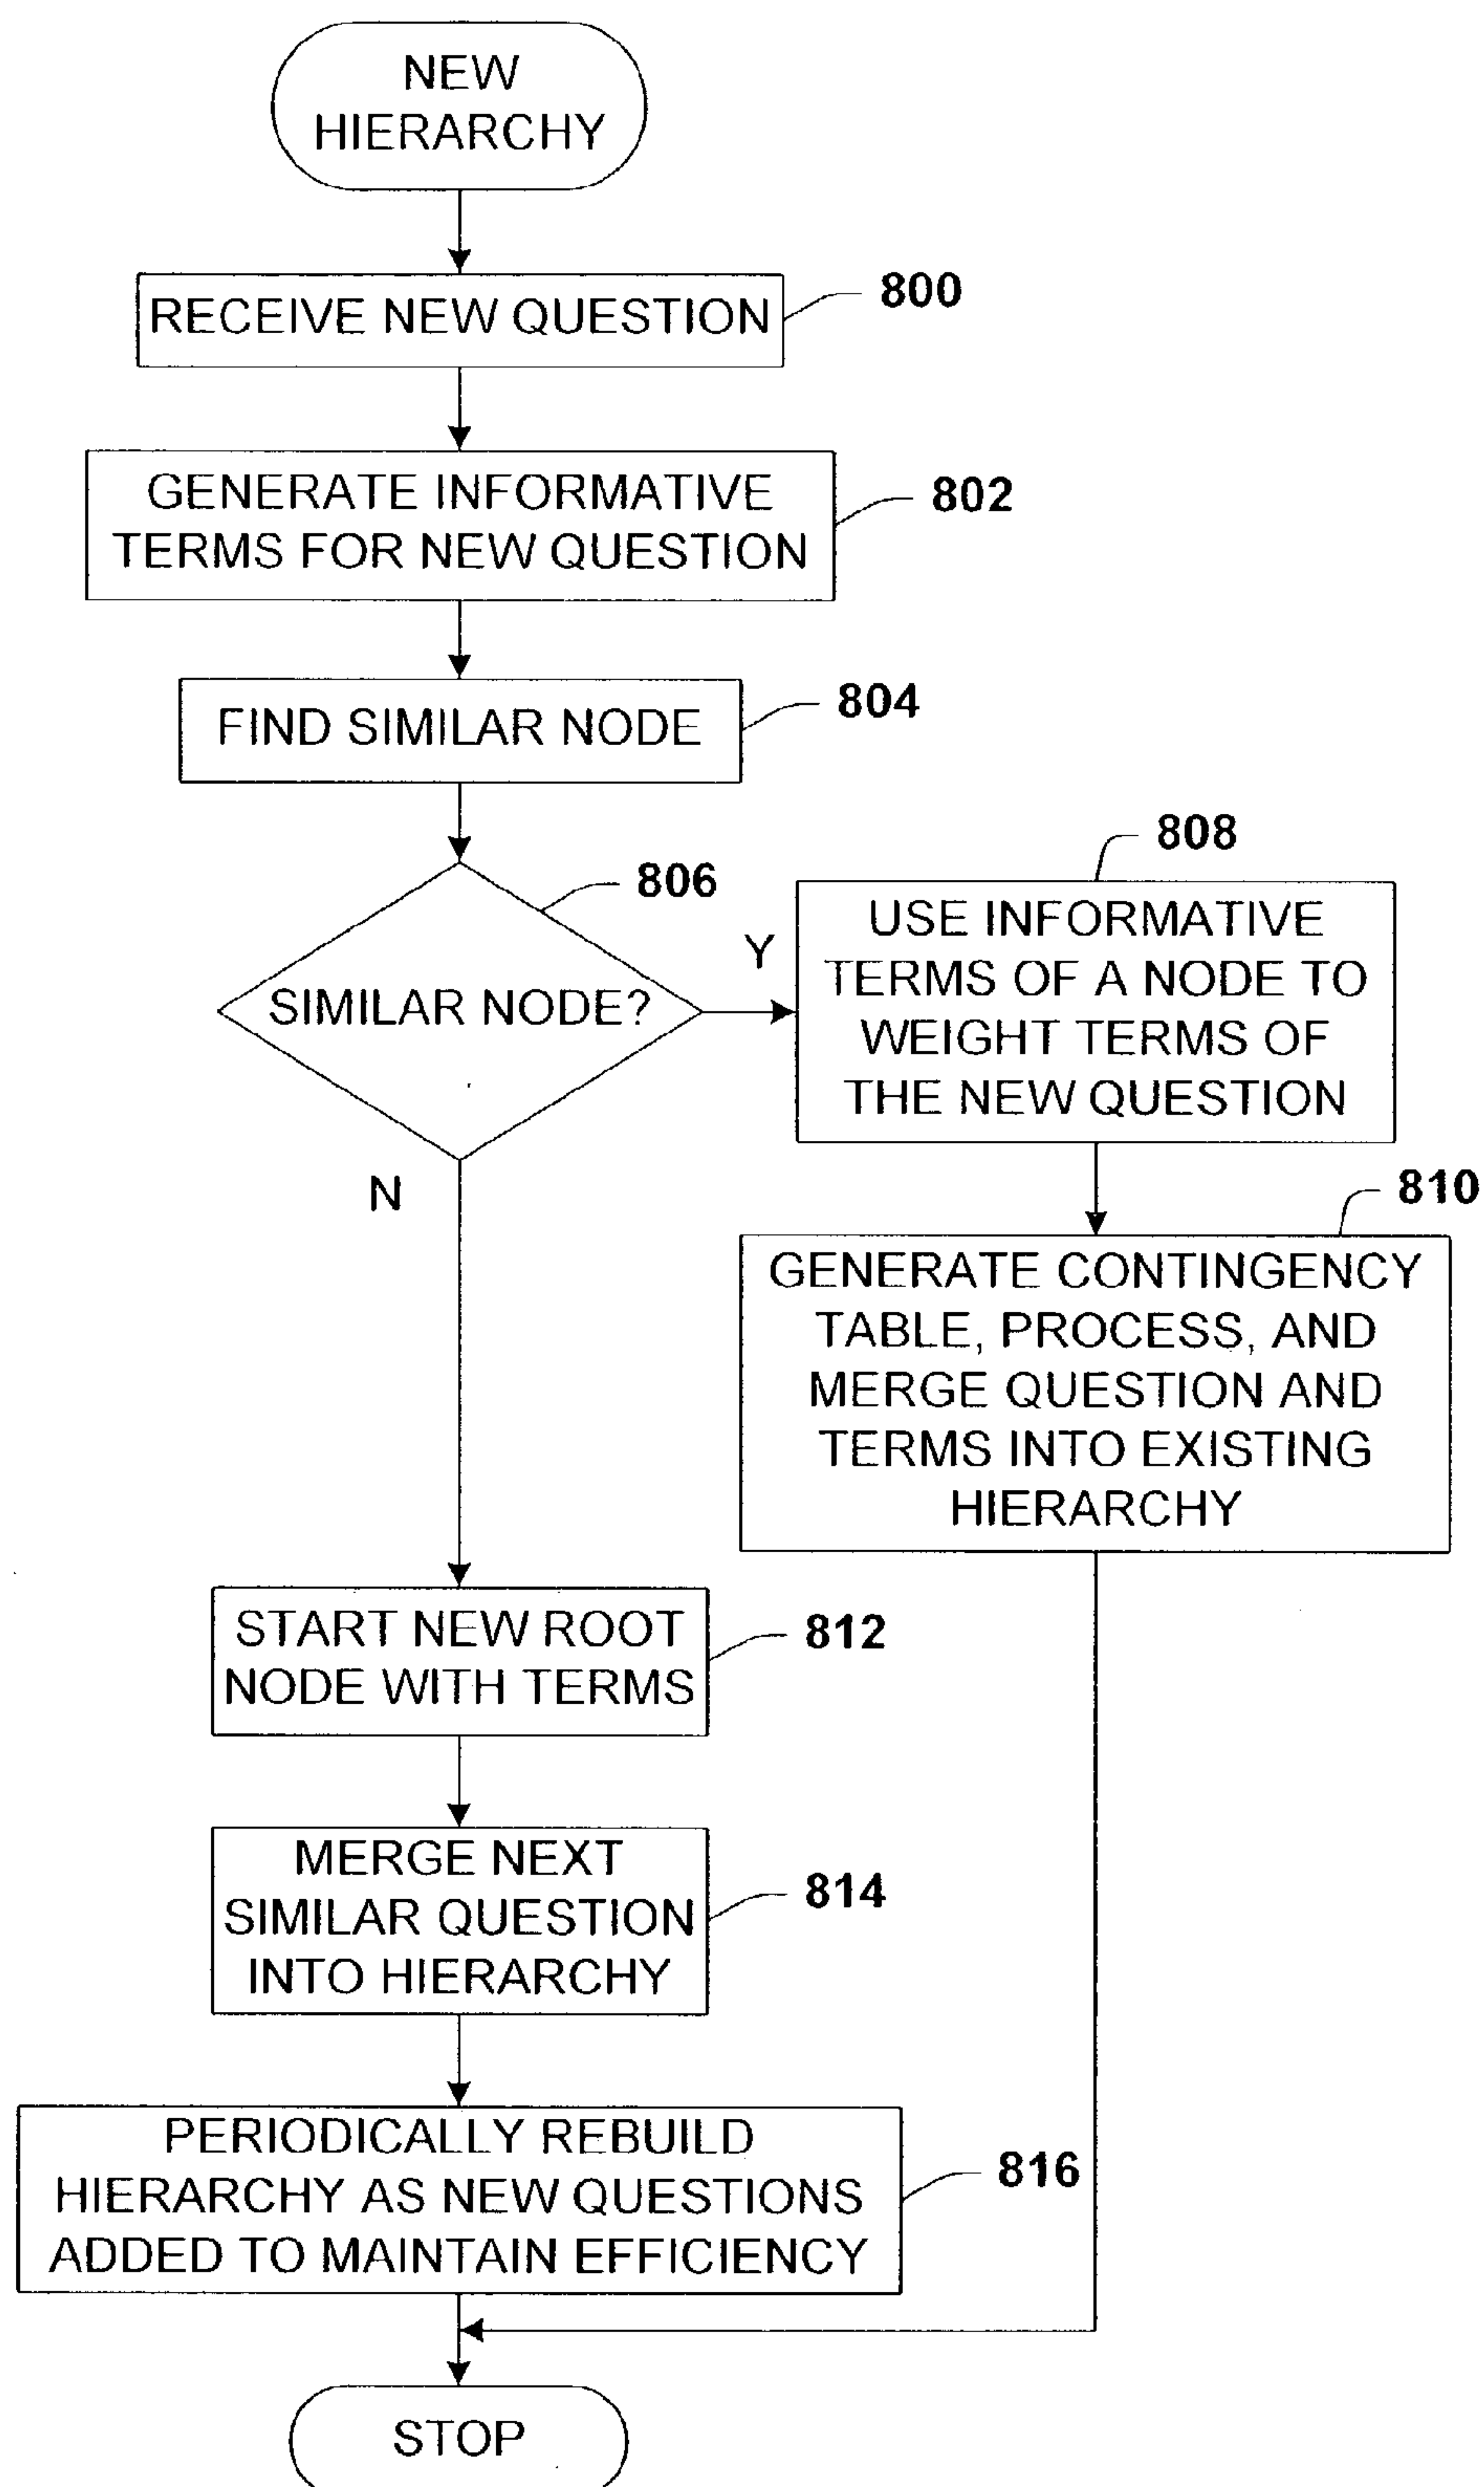 NEW
HIERARCHY
RECEIVE NEW QUESTION
800
GENERATE INFORMATIVE
TERMS FOR NEW QUESTION
802
FIND SIMILAR NODE
804
806
SIMILAR NODE?
Y
N
808
USE INFORMATIVE
TERMS OF A NODE TO
WEIGHT TERMS OF
THE NEW QUESTION
810
GENERATE CONTINGENCY
TABLE, PROCESS, AND
MERGE QUESTION AND
TERMS INTO EXISTING
HIERARCHY
START NEW ROOT
NODE WITH TERMS
812
MERGE NEXT
SIMILAR QUESTION
INTO HIERARCHY
814
PERIODICALLY REBUILD
HIERARCHY AS NEW QUESTIONS
ADDED TO MAINTAIN EFFICIENCY
816
STOP